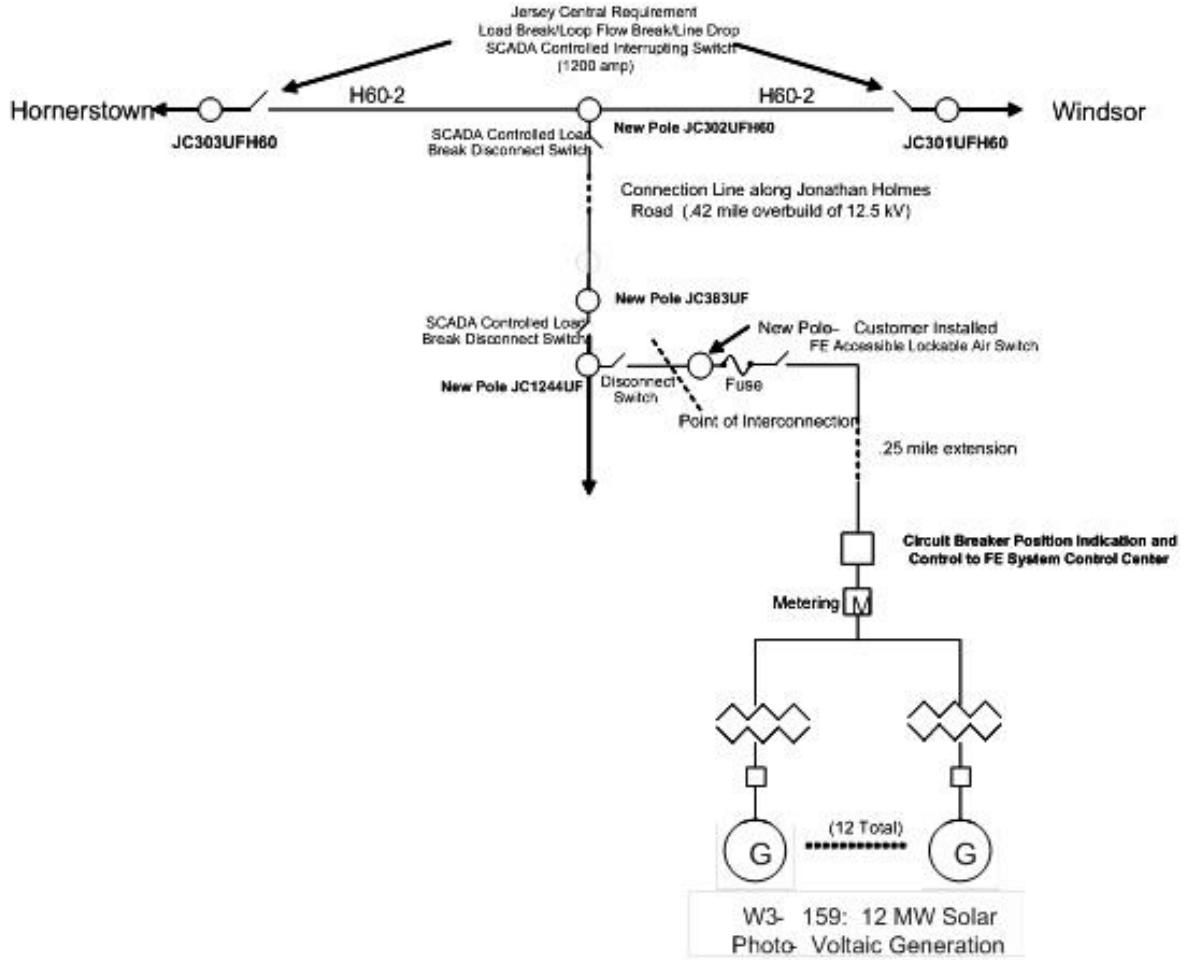 Jersey Central Requirement
Load Break/Loop Flow Break/Line Drop
SCADA Controlled Interrupting Switch
(1200 amp)
Hornerstown
H60-2
H60-2
Windsor
JC303UFH60
New Pole JC302UFH60
JC301UFH60
SCADA Controlled Load
Break Disconnect Switch
Connection Line along Jonathan Holmes
Road (.42 mile overbuild of 12.5 kV)
New Pole JC383UF
SCADA Controlled Load
Break Disconnect Switch
New Pole- Customer Installed
FE Accessible Lockable Air Switch
New Pole JC1244UF
Disconnect
Switch
Fuse
Point of Interconnection
.25 mile extension
Circuit Breaker Position Indication and
Control to FE System Control Center
Metering
M
(12 Total)
G
G
W3- 159: 12 MW Solar
Photo- Voltaic Generation